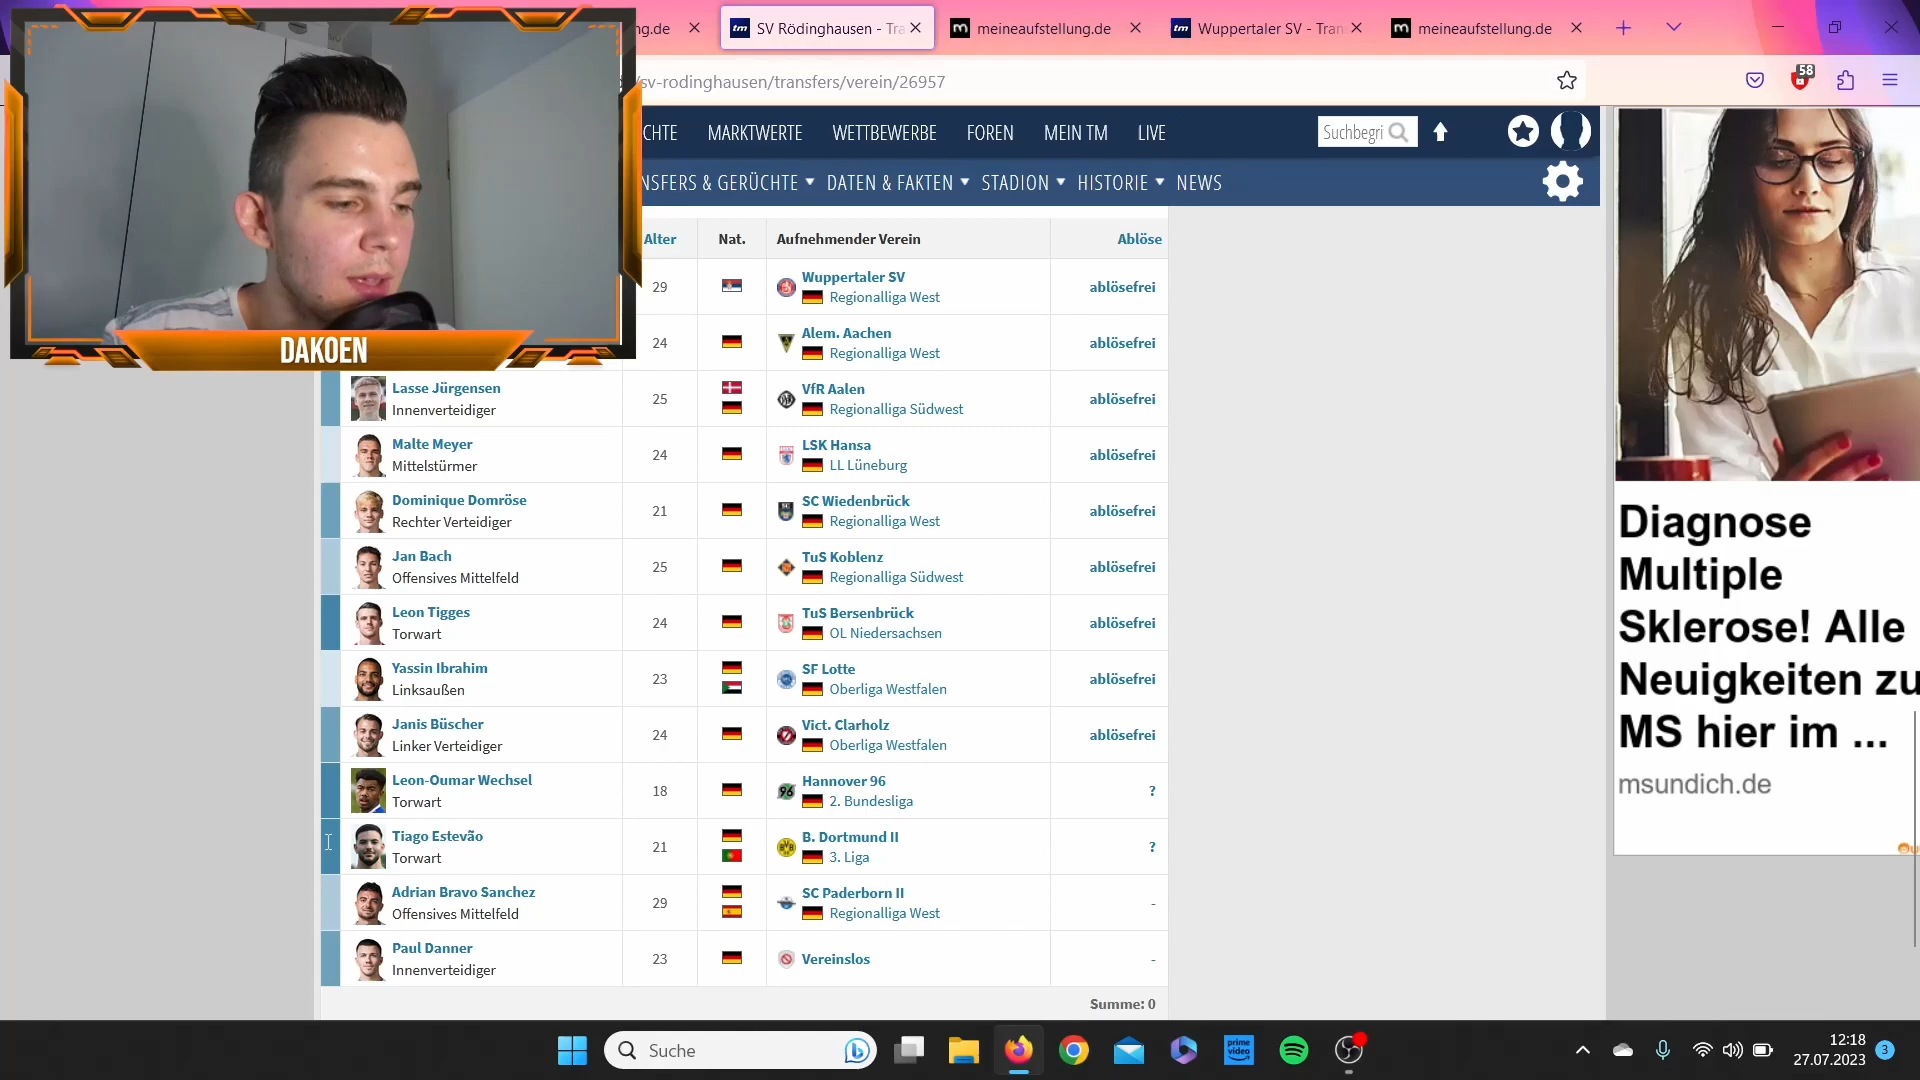 ng.de
SV Rödinghausen - Tra
meineaufstellung.de
Wuppertaler SV - Tran
meineaufstellung.de
/sv-rodinghausen/transfers/verein/26957
58
CHTE MARKTWERTE WETTBEWERBE FOREN MEIN TM LIVE
Suchbegri
NSFERS & GERÜCHTE DATEN & FAKTEN STADION HISTORIE NEWS
DAKOEN
Alter Nat. Aufnehmender Verein Ablöse
29 Wuppertaler SV ablösefrei
Regionalliga West
24 Alem. Aachen ablösefrei
Regionalliga West
Lasse Jürgensen 25 VfR Aalen ablösefrei
Innenverteidiger Regionalliga Südwest
Malte Meyer 24 LSK Hansa ablösefrei
Mittelstürmer LL Lüneburg
Dominique Domröse 21 SC Wiedenbrück ablösefrei
Rechter Verteidiger Regionalliga West
Jan Bach 25 TuS Koblenz ablösefrei
Offensives Mittelfeld Regionalliga Südwest
Leon Tigges 24 TuS Bersenbrück ablösefrei
Torwart OL Niedersachsen
Yassin Ibrahim 23 SF Lotte ablösefrei
Linksaußen Oberliga Westfalen
Janis Büscher 24 Vict. Clarholz ablösefrei
Linker Verteidiger Oberliga Westfalen
Leon-Oumar Wechsel 18 Hannover 96 ?
Torwart 2. Bundesliga
Tiago Estevão 21 B. Dortmund II ?
Torwart 3. Liga
Adrian Bravo Sanchez 29 SC Paderborn II -
Offensives Mittelfeld Regionalliga West
Paul Danner 23 Vereinslos -
Innenverteidiger
Summe: 0
Diagnose
Multiple
Sklerose! Alle
Neuigkeiten zu
MS hier im ...
msundich.de
Suche
prime video
12:18
27.07.2023
3